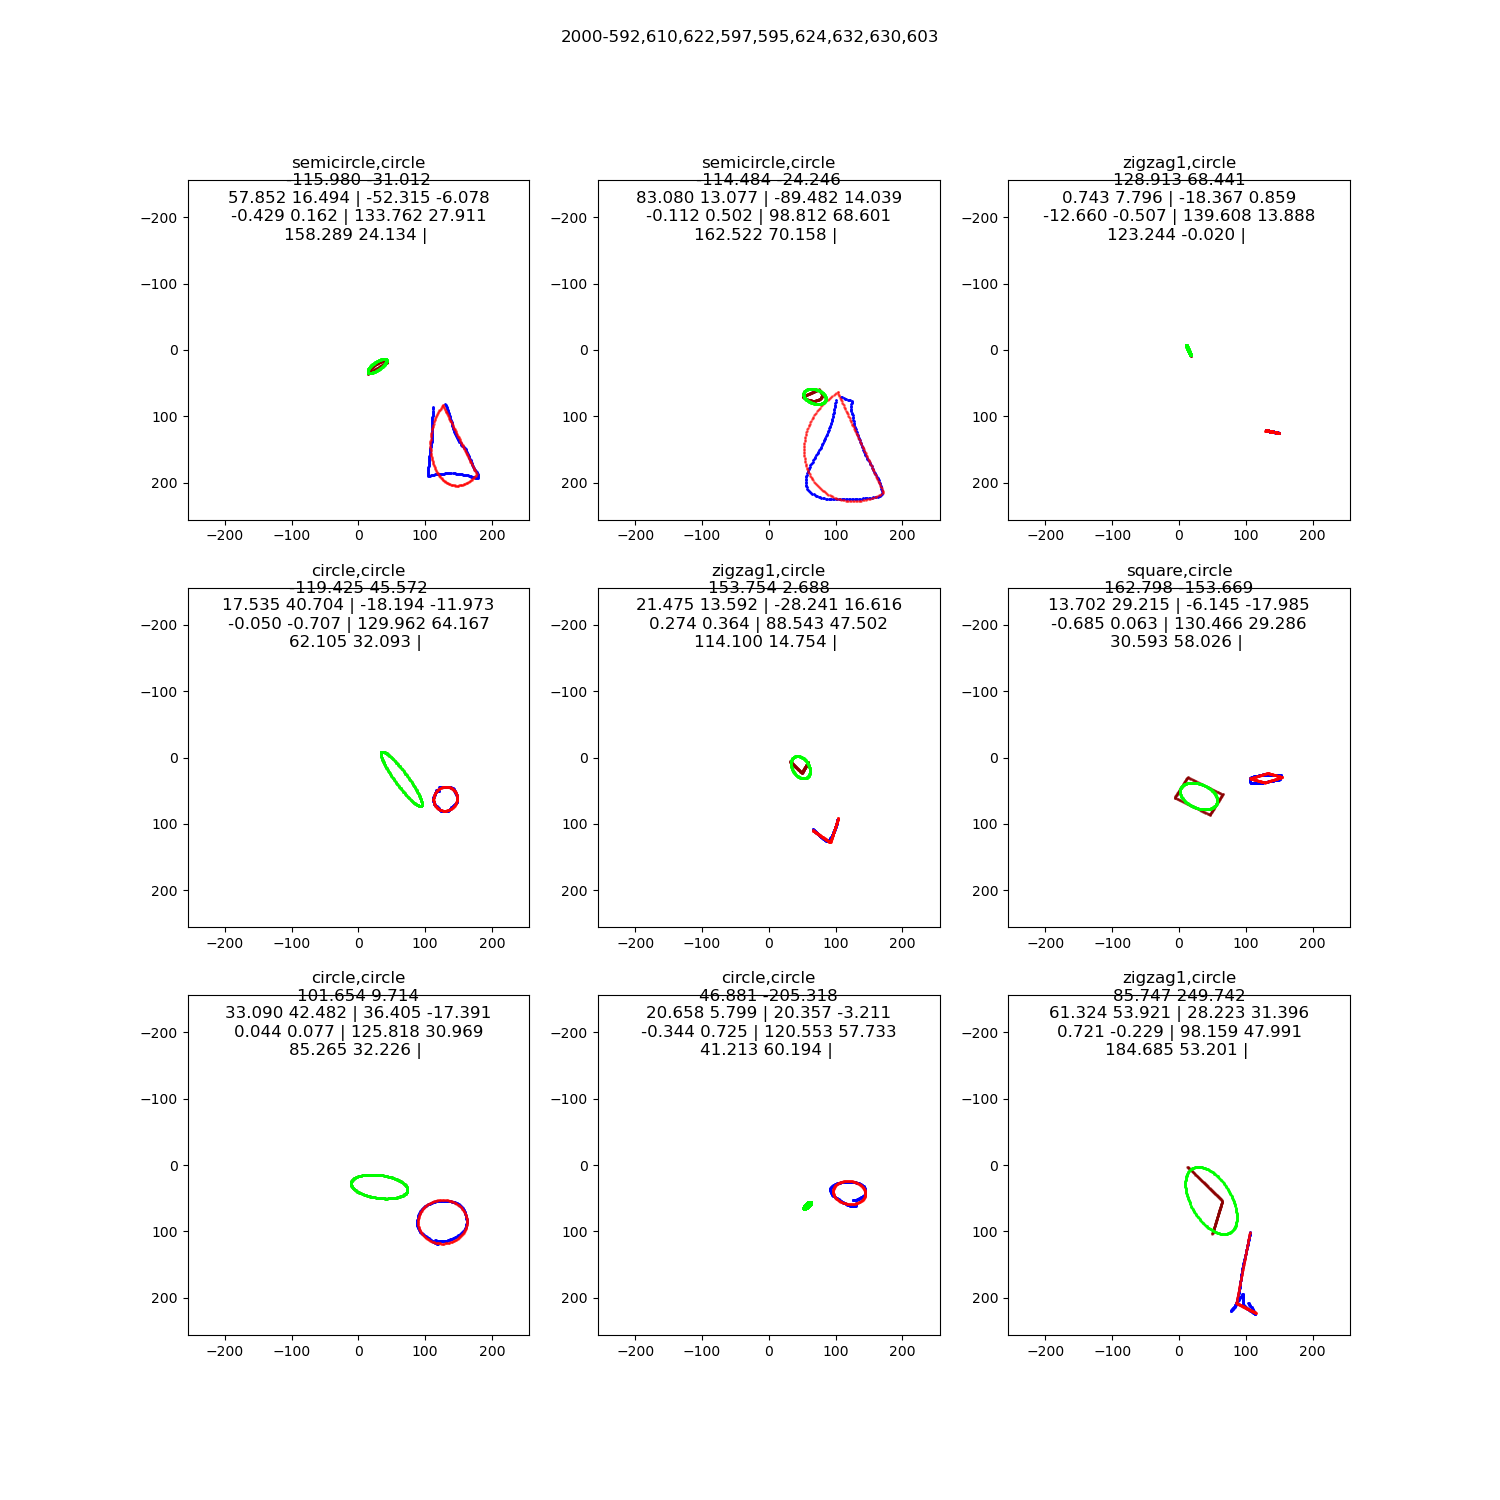 2000-592,610,622,597,595,624,632,630,603
semicircle,circle
-115.980 -31.012
57.852 16.494 | -52.315 -6.078
-0.429 0.162 | 133.762 27.911
158.289 24.134 |
−200
−100
0
100
200
−200 −100 0 100 200
semicircle,circle
-114.484 -24.246
83.080 13.077 | -89.482 14.039
-0.112 0.502 | 98.812 68.601
162.522 70.158 |
−200
−100
0
100
200
−200 −100 0 100 200
zigzag1,circle
128.913 68.441
0.743 7.796 | -18.367 0.859
-12.660 -0.507 | 139.608 13.888
123.244 -0.020 |
−200
−100
0
100
200
−200 −100 0 100 200
circle,circle
-119.425 45.572
17.535 40.704 | -18.194 -11.973
-0.050 -0.707 | 129.962 64.167
62.105 32.093 |
−200
−100
0
100
200
−200 −100 0 100 200
zigzag1,circle
153.754 2.688
21.475 13.592 | -28.241 16.616
0.274 0.364 | 88.543 47.502
114.100 14.754 |
−200
−100
0
100
200
−200 −100 0 100 200
square,circle
162.798 -153.669
13.702 29.215 | -6.145 -17.985
-0.685 0.063 | 130.466 29.286
30.593 58.026 |
−200
−100
0
100
200
−200 −100 0 100 200
circle,circle
101.654 9.714
33.090 42.482 | 36.405 -17.391
0.044 0.077 | 125.818 30.969
85.265 32.226 |
−200
−100
0
100
200
−200 −100 0 100 200
circle,circle
46.881 -205.318
20.658 5.799 | 20.357 -3.211
-0.344 0.725 | 120.553 57.733
41.213 60.194 |
−200
−100
0
100
200
−200 −100 0 100 200
zigzag1,circle
85.747 249.742
61.324 53.921 | 28.223 31.396
0.721 -0.229 | 98.159 47.991
184.685 53.201 |
−200
−100
0
100
200
−200 −100 0 100 200